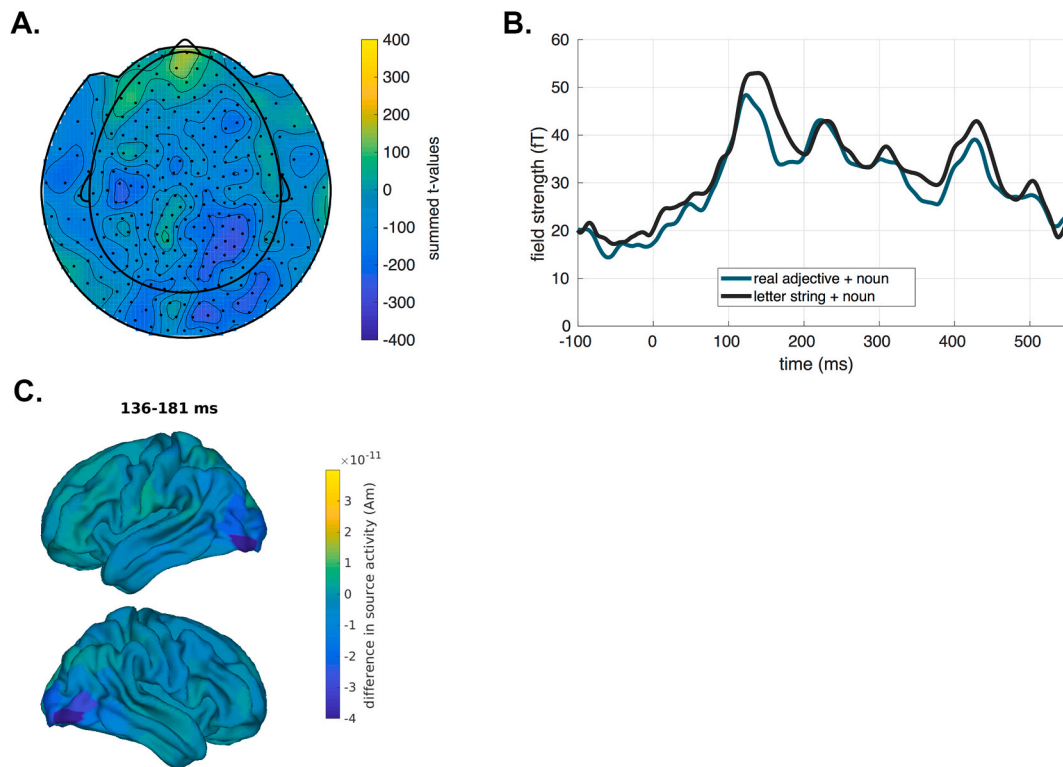 A.
400
300
200
100
0
-100
-200
-300
-400
summed t-values
B.
60
50
40
30
20
10
0
field strength (fT)
real adjective + noun
letter string + noun
-100 0 100 200 300 400 500
time (ms)
C.
136-181 ms
×10⁻¹¹
3
2
1
0
-1
-2
-3
-4
difference in source activity (Am)